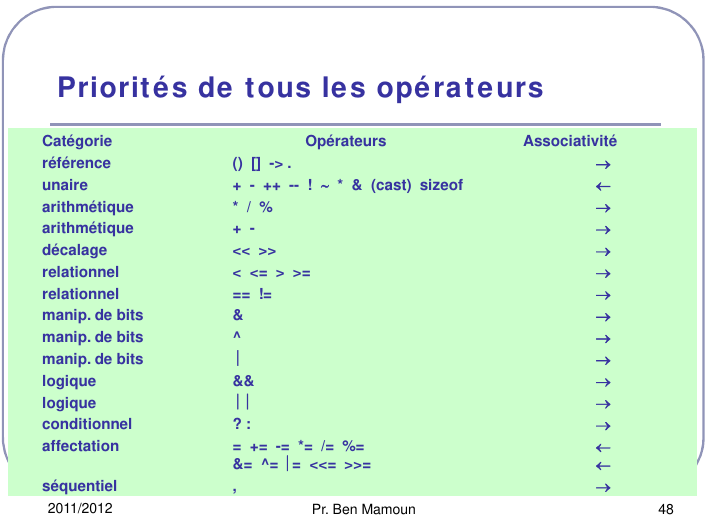 Priorités de tous les opérateurs
Catégorie Opérateurs Associativité
référence () [] -> . →
unaire + - ++ -- ! ~ * & (cast) sizeof ←
arithmétique * / % →
arithmétique + - →
décalage << >> →
relationnel < <= > >= →
relationnel == != →
manip. de bits & →
manip. de bits ^ →
manip. de bits | →
logique && →
logique || →
conditionnel ? : →
affectation = += -= *= /= %= ←
&= ^= |= <<= >>= ←
séquentiel , →
2011/2012 Pr. Ben Mamoun 48